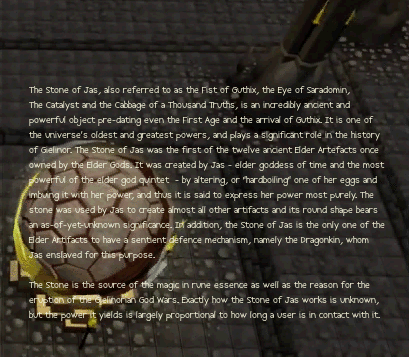 The Stone of Jas, also referred to as the Fist of Guthix, the Eye of Saradomin,
The Catalyst and the Cabbage of a Thousand Truths, is an incredibly ancient and
powerful object pre-dating even the First Age and the arrival of Guthix. It is one of
the universe's oldest and greatest powers, and plays a significant role in the history
of Gielinor. The Stone of Jas was the first of the twelve ancient Elder Artefacts once
owned by the Elder Gods. It was created by Jas - elder goddess of time and the most
powerful of the elder god quintet - by altering, or "hardboiling" one of her eggs and
imbuing it with her power, and thus it is said to express her power most purely. The
stone was used by Jas to create almost all other artifacts and its round shape bears
an as-of-yet-unknown significance. In addition, the Stone of Jas is the only one of the
Elder Artifacts to have a sentient defence mechanism, namely the Dragonkin, whom
Jas enslaved for this purpose.
The Stone is the source of the magic in rune essence as well as the reason for the
eruption of the Gielinorian God Wars. Exactly how the Stone of Jas works is unknown,
but the power it yields is largely proportional to how long a user is in contact with it.